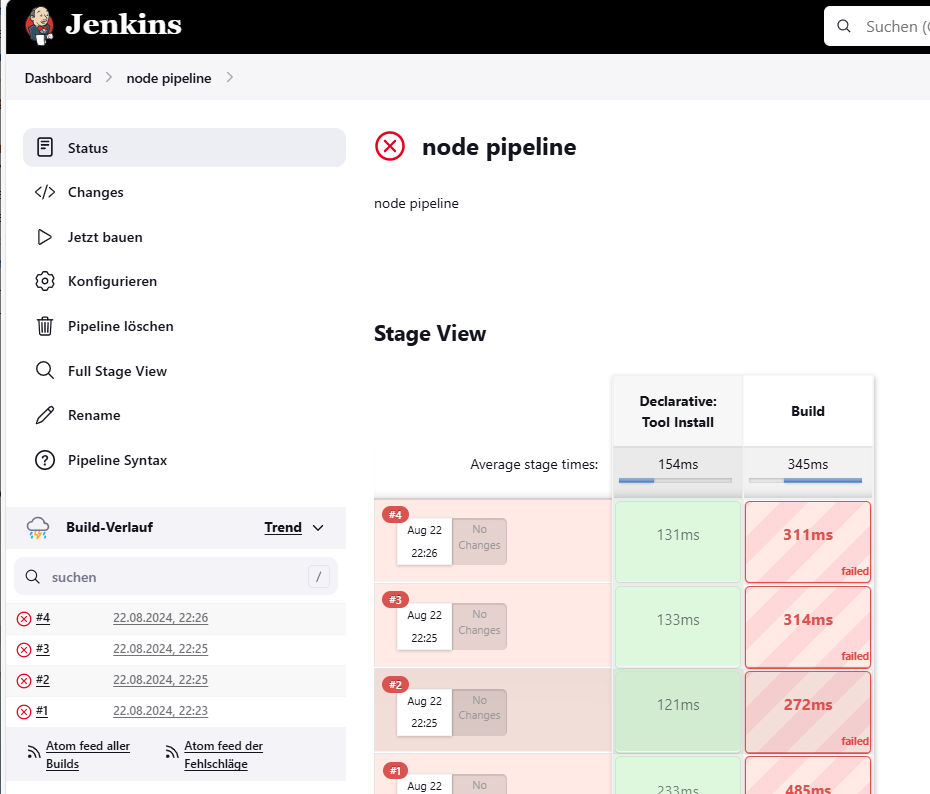 Jenkins
Suchen (
Dashboard
node pipeline
Status
Changes
Jetzt bauen
Konfigurieren
Pipeline löschen
Full Stage View
Rename
Pipeline Syntax
Build-Verlauf
Trend
suchen
/
#4
22.08.2024, 22:26
#3
22.08.2024, 22:25
#2
22.08.2024, 22:25
#1
22.08.2024, 22:23
Atom feed aller
Builds
Atom feed der
Fehlschläge
node pipeline
node pipeline
Stage View
Declarative:
Tool Install
Build
Average stage times:
154ms
345ms
#4
Aug 22
22:26
No
Changes
131ms
311ms
failed
#3
Aug 22
22:25
No
Changes
133ms
314ms
failed
#2
Aug 22
22:25
No
Changes
121ms
272ms
failed
#1
Aug 22
No
233ms
485ms